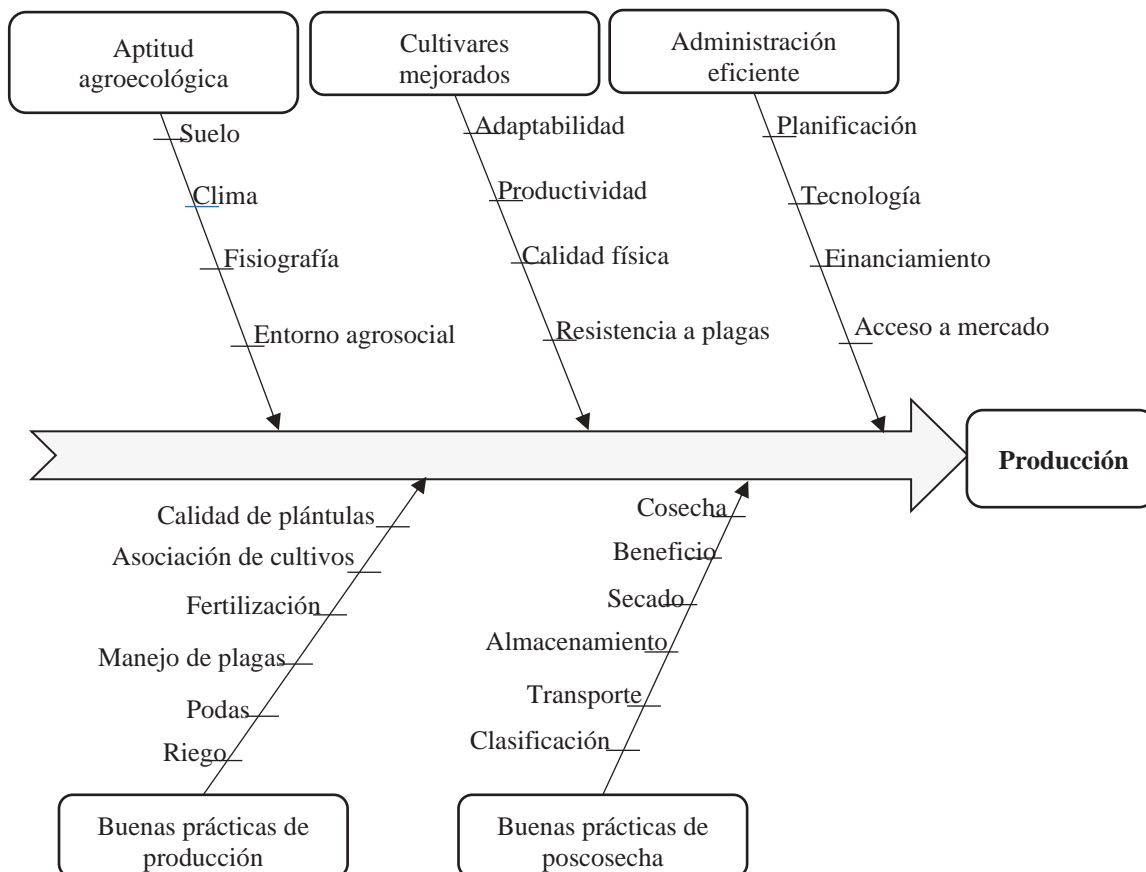 Aptitud
agroecológica
Cultivares
mejorados
Administración
eficiente
Suelo
Clima
Fisiografía
Entorno agrosocial
Adaptabilidad
Productividad
Calidad física
Resistencia a plagas
Planificación
Tecnología
Financiamiento
Acceso a mercado
Producción
Calidad de plántulas
Asociación de cultivos
Fertilización
Manejo de plagas
Podas
Riego
Cosecha
Beneficio
Secado
Almacenamiento
Transporte
Clasificación
Buenas prácticas de
producción
Buenas prácticas de
poscosecha